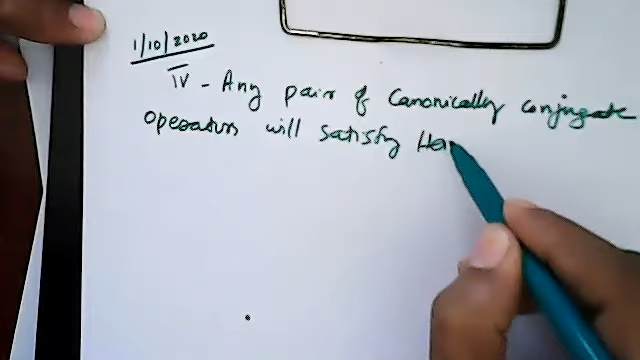 1/10/2020
IV - Any pair of Canonically conjugate
operators will satisfy